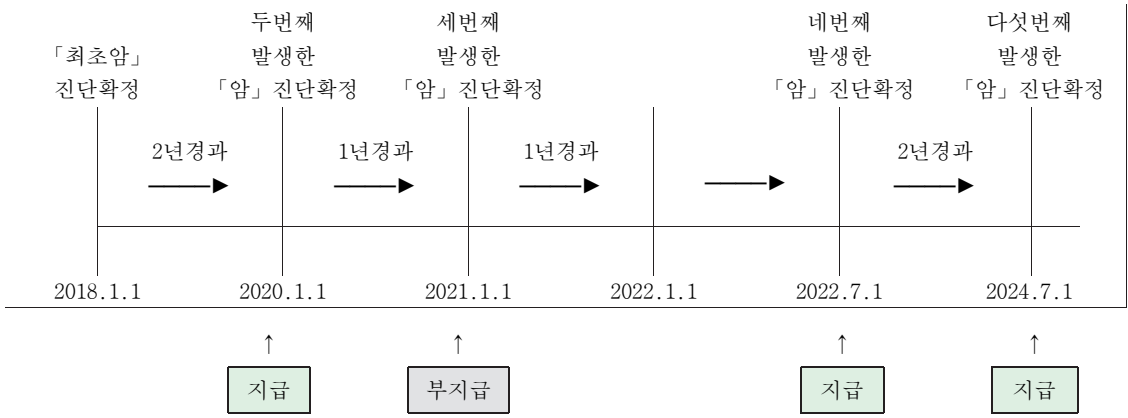 「최초암」
진단확정
두번째
발생한
「암」진단확정
세번째
발생한
「암」진단확정
네번째
발생한
「암」진단확정
다섯번째
발생한
「암」진단확정
2년경과
1년경과
1년경과
2년경과
2018.1.1
2020.1.1
2021.1.1
2022.1.1
2022.7.1
2024.7.1
↑
↑
↑
↑
지급
부지급
지급
지급